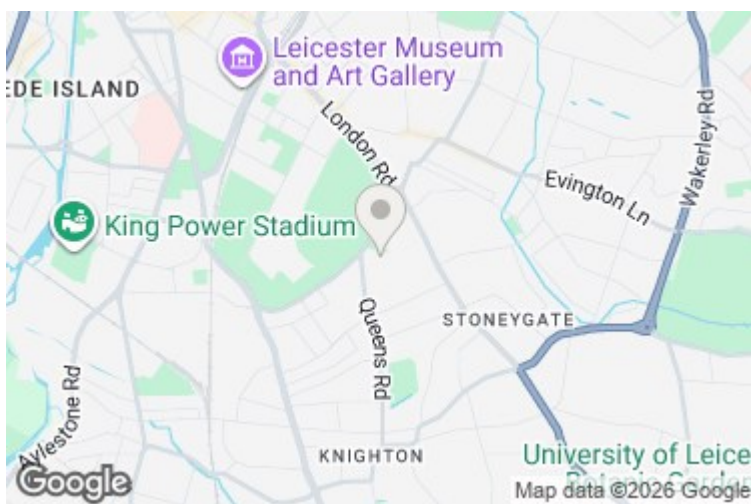 Leicester Museum
and Art Gallery
EDE ISLAND
London Rd
Wakerley Rd
Evington Ln
King Power Stadium
Queens Rd
STONEYGATE
Aylestone Rd
KNIGHTON
University of Leice
Google
Map data ©2026 Google